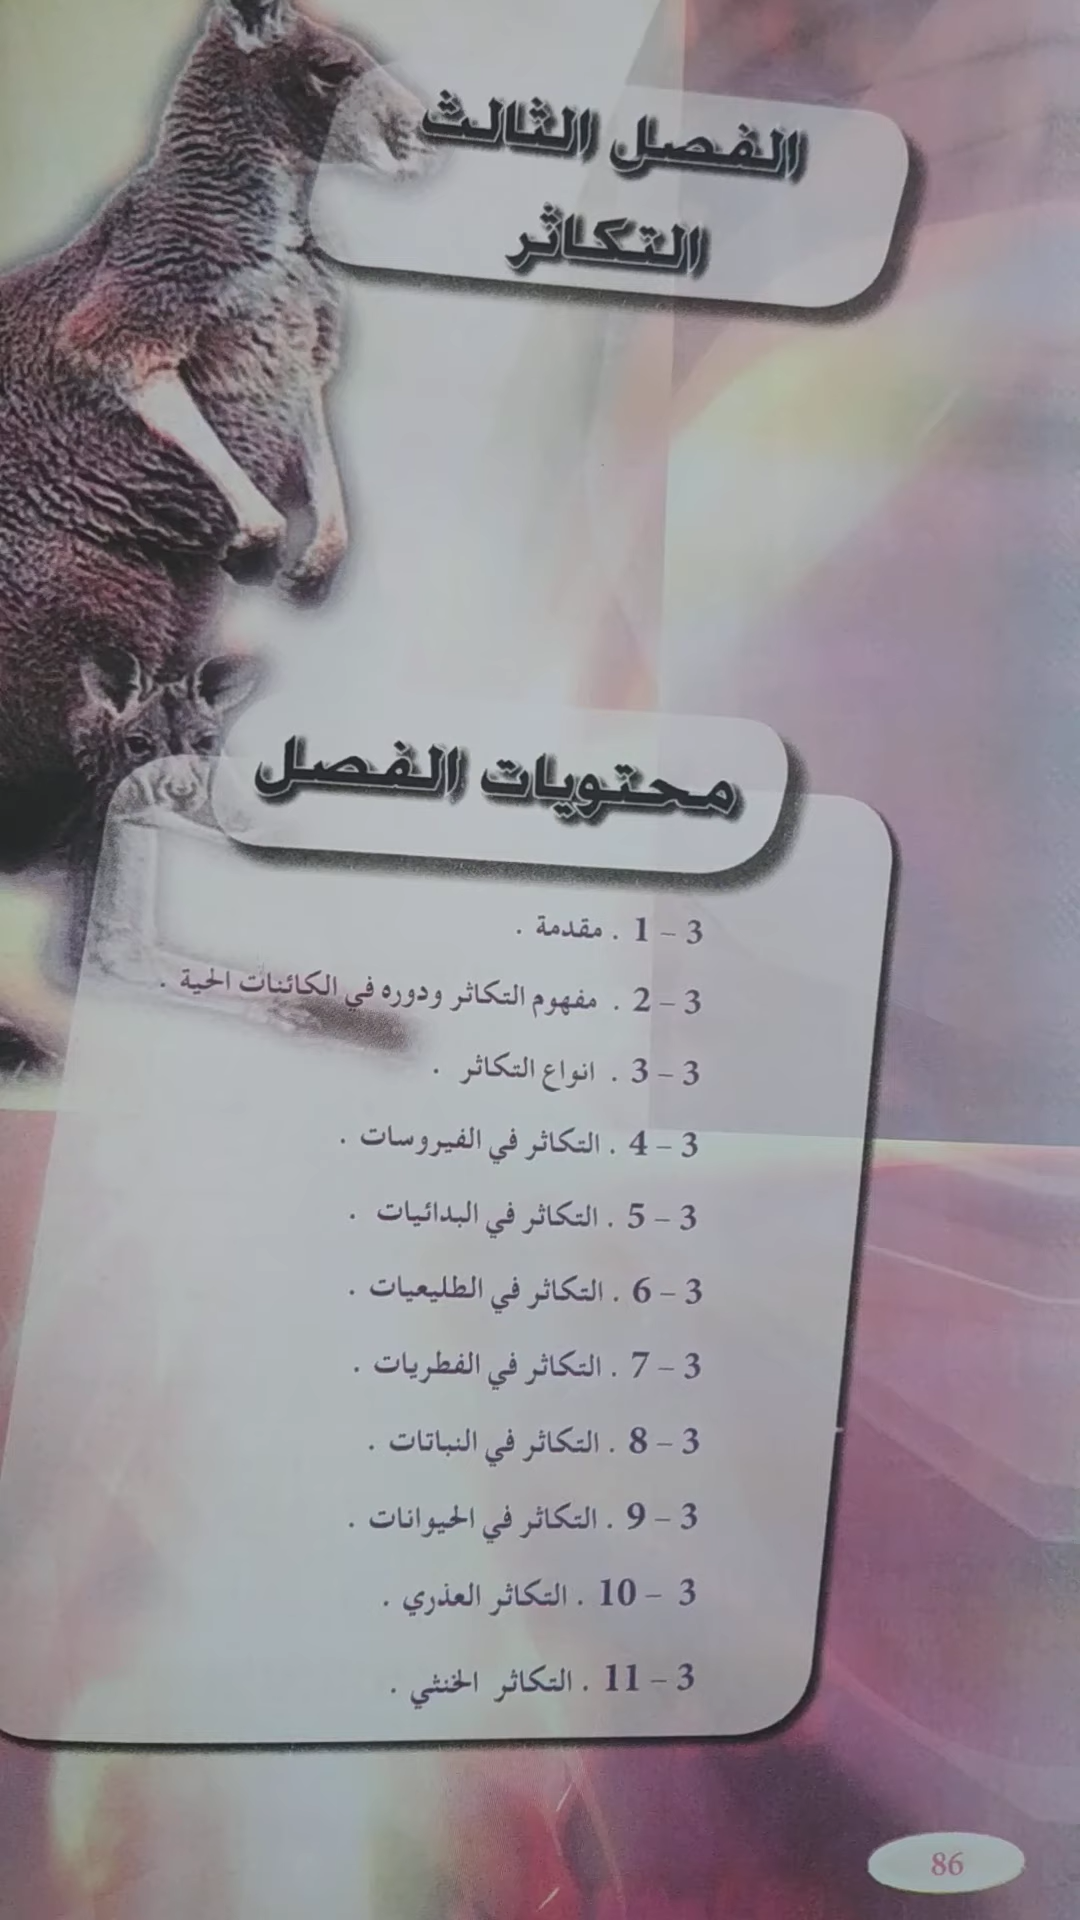 الفصل الثالث
التكاثر
محتويات الفصل
3 - 1 . مقدمة .
3 - 2 . مفهوم التكاثر ودوره في الكائنات الحية .
3 - 3 . انواع التكاثر .
3 - 4 . التكاثر في الفيروسات .
3 - 5 . التكاثر في البدائيات .
3 - 6 . التكاثر في الطليعيات .
3 - 7 . التكاثر في الفطريات .
3 - 8 . التكاثر في النباتات .
3 - 9 . التكاثر في الحيوانات .
3 - 10 . التكاثر العذري .
3 - 11 . التكاثر الخنثي .
86